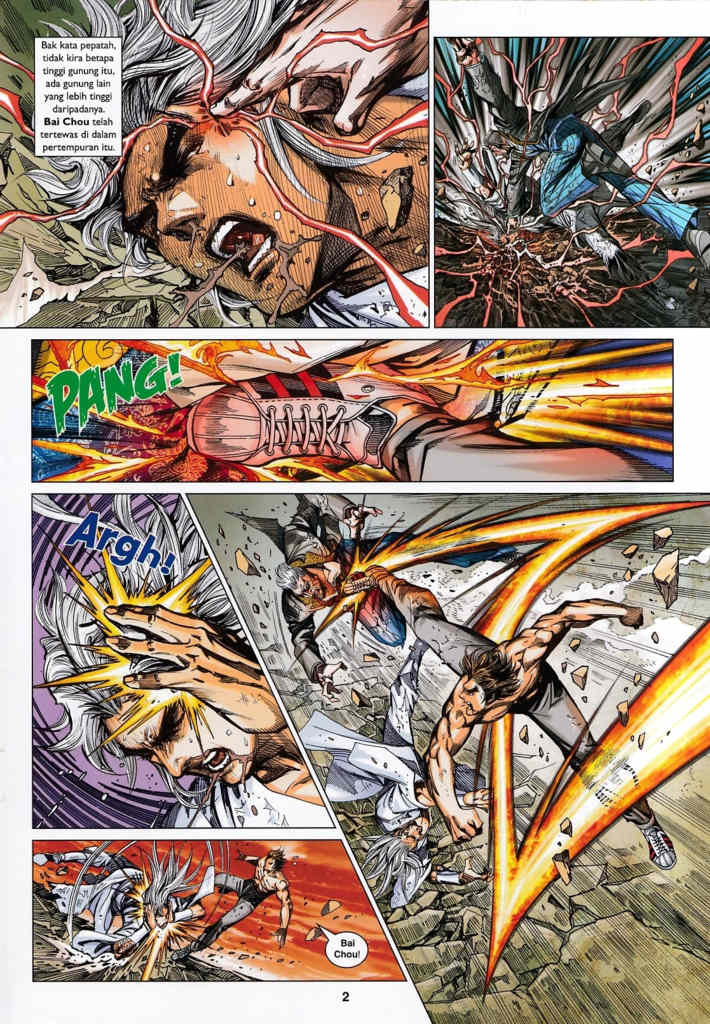 Bak kata pepatah,
tidak kira betapa
tinggi gunung itu,
ada gunung lain
yang lebih tinggi
daripadanya.
Bai Chou telah
tertewas di dalam
pertempuran itu.
PANG!
Argh!
Bai
Chou!
2